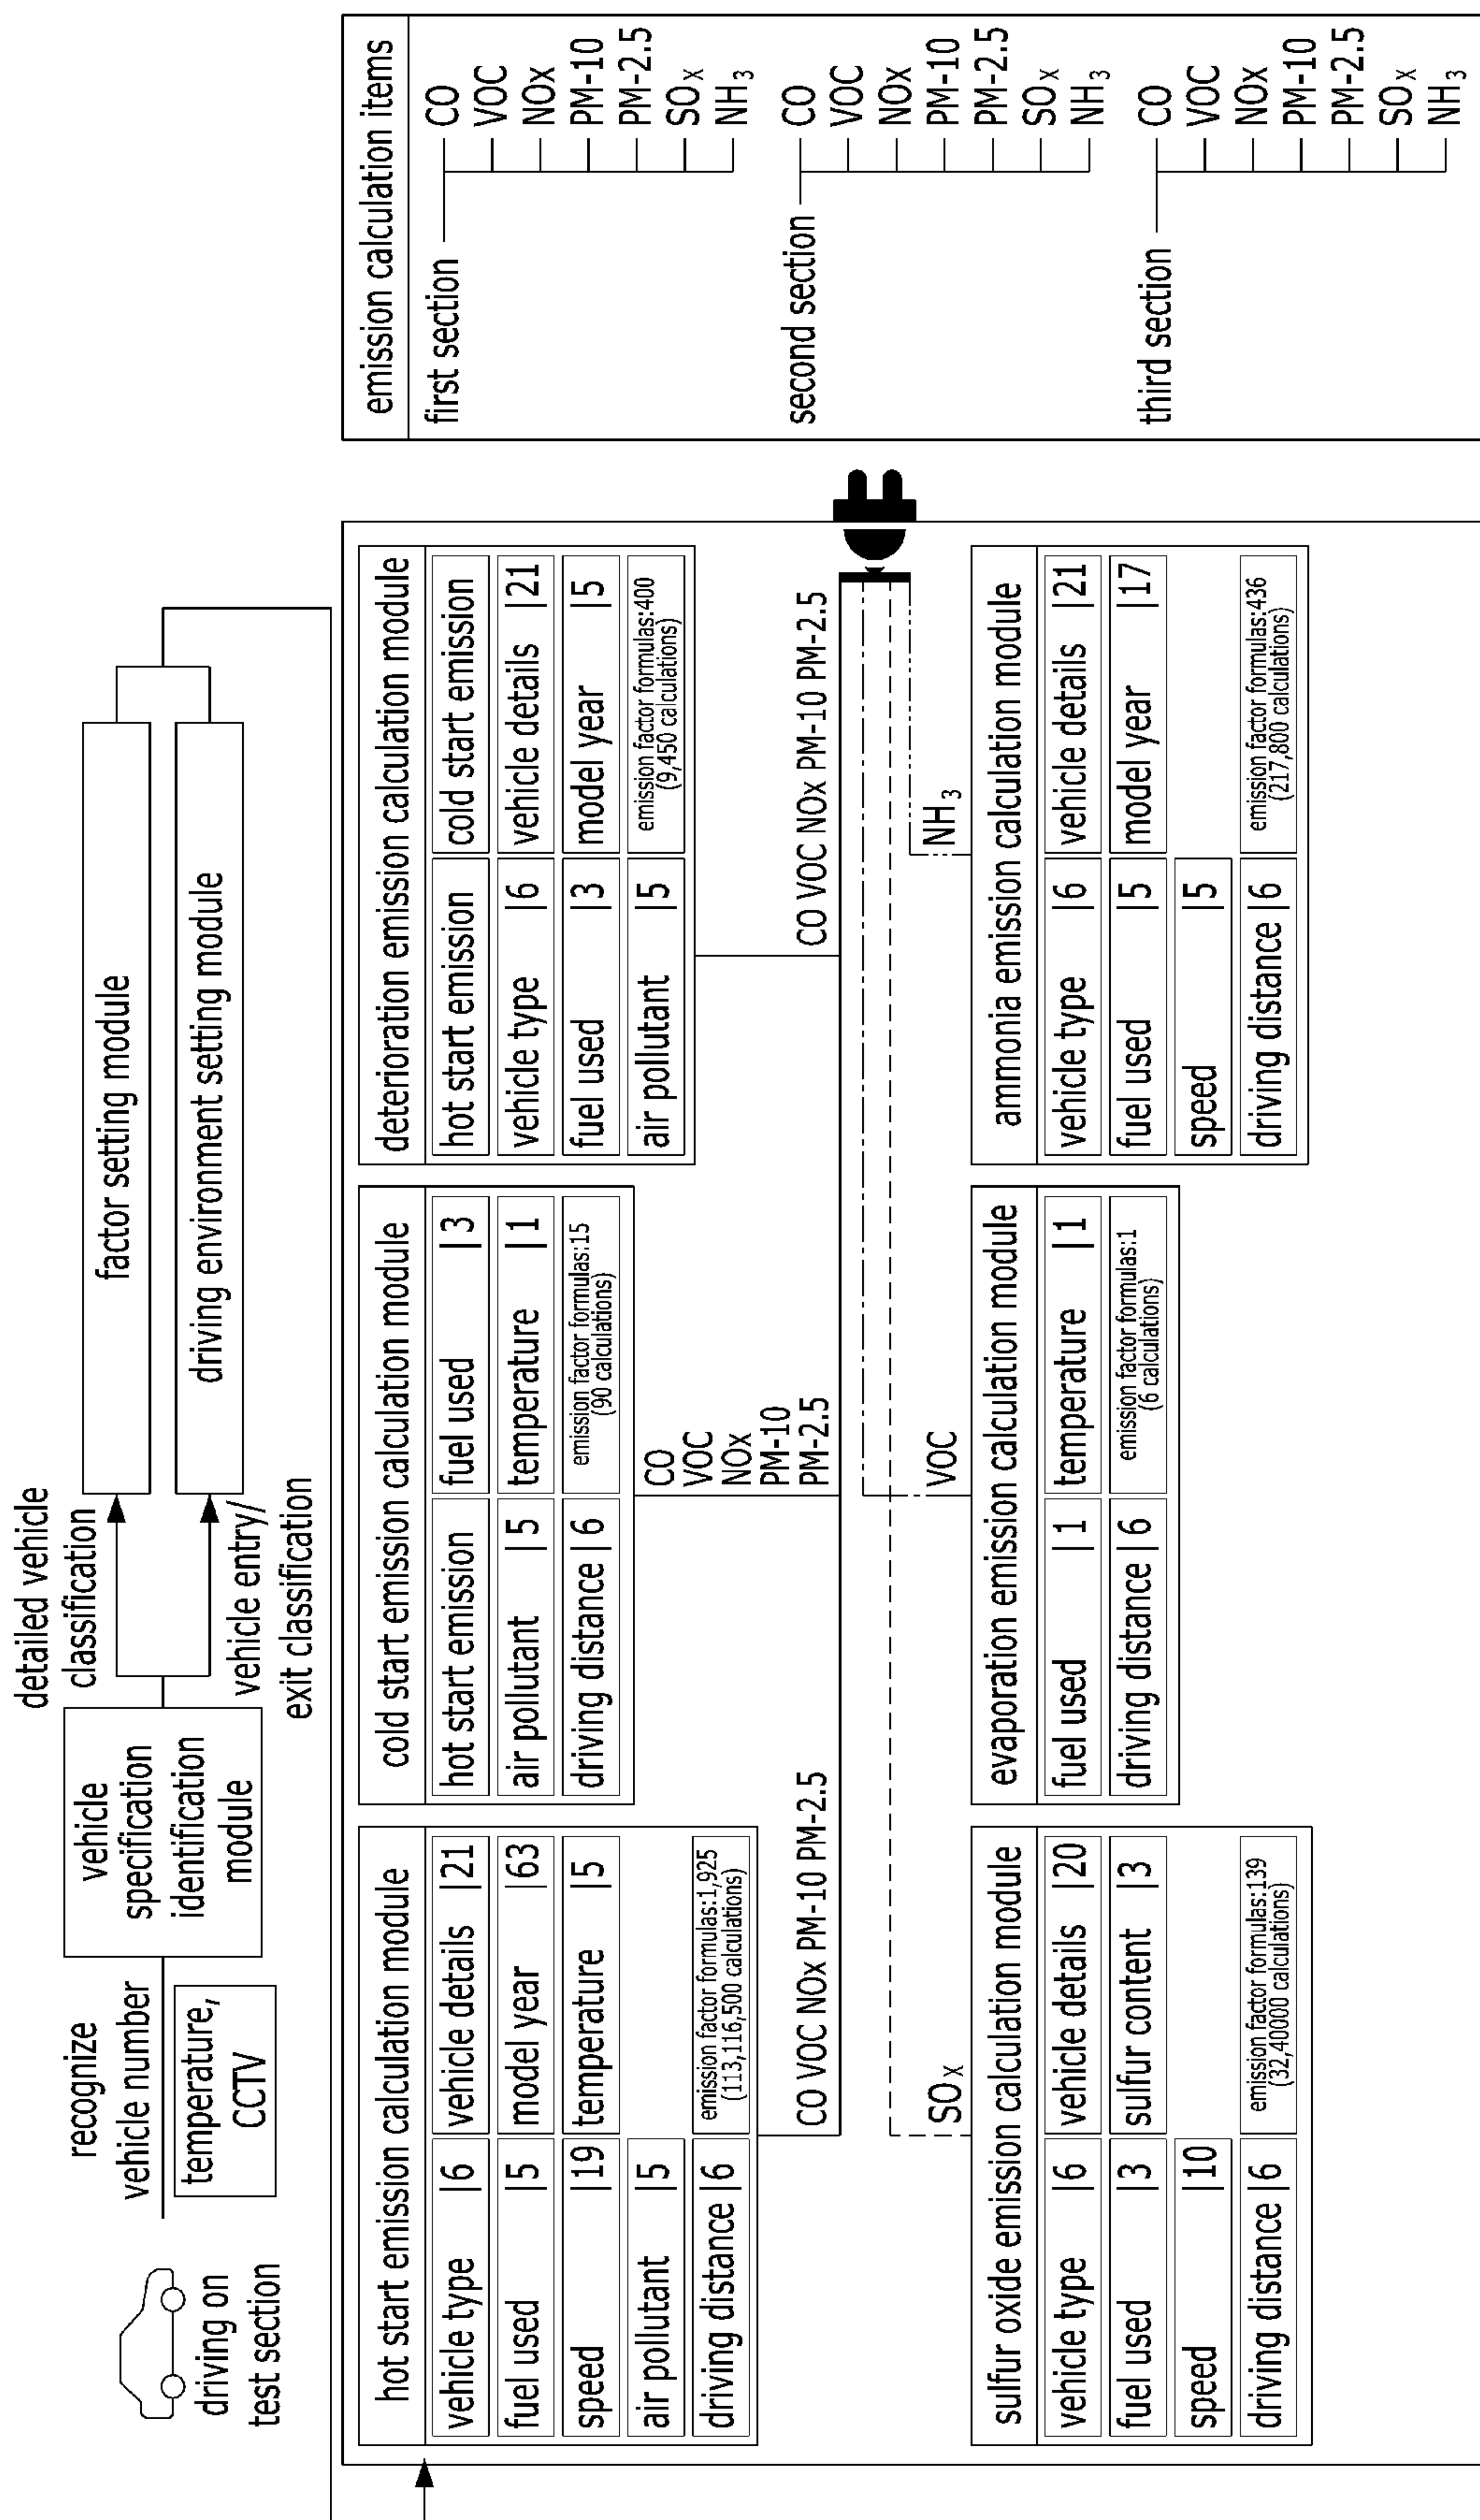 driving on
test section
recognize
vehicle number
temperature,
CCTV
vehicle
specification
identification
module
detailed vehicle
classification
vehicle entry/
exit classification
factor setting module
driving environment setting module
hot start emission calculation module
vehicle type |6 vehicle details |21
fuel used |5 model year |63
speed |19 temperature |5
air pollutant |5
driving distance |6 emission factor formulas:1,925
(113,116,500 calculations)
CO VOC NOx PM-10 PM-2.5
cold start emission calculation module
hot start emission fuel used |3
air pollutant |5 temperature |1
driving distance |6 emission factor formulas:15
(90 calculations)
CO
VOC
NOx
PM-10
PM-2.5
deterioration emission calculation module
hot start emission cold start emission
vehicle type |6 vehicle details |21
fuel used |3 model year |5
air pollutant |5 emission factor formulas:400
(9,450 calculations)
CO VOC NOx PM-10 PM-2.5
SOx
VOC
NH3
sulfur oxide emission calculation module
vehicle type |6 vehicle details |20
fuel used |3 sulfur content |3
speed |10
driving distance |6 emission factor formulas:139
(32,40000 calculations)
evaporation emission calculation module
fuel used |1 temperature |1
driving distance |6 emission factor formulas:1
(6 calculations)
ammonia emission calculation module
vehicle type |6 vehicle details |21
fuel used |5 model year |17
speed |5
driving distance |6 emission factor formulas:436
(217,800 calculations)
emission calculation items
first section CO
VOC
NOx
PM-10
PM-2.5
SOx
NH3
second section CO
VOC
NOx
PM-10
PM-2.5
SOx
NH3
third section CO
VOC
NOx
PM-10
PM-2.5
SOx
NH3